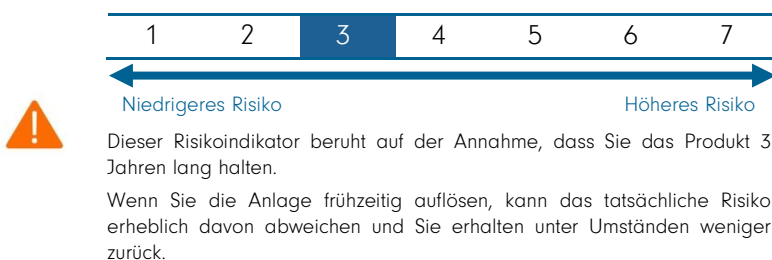 1 2 3 4 5 6 7
Niedrigeres Risiko Höheres Risiko
Dieser Risikoindikator beruht auf der Annahme, dass Sie das Produkt 3
Jahren lang halten.
Wenn Sie die Anlage frühzeitig auflösen, kann das tatsächliche Risiko
erheblich davon abweichen und Sie erhalten unter Umständen weniger
zurück.